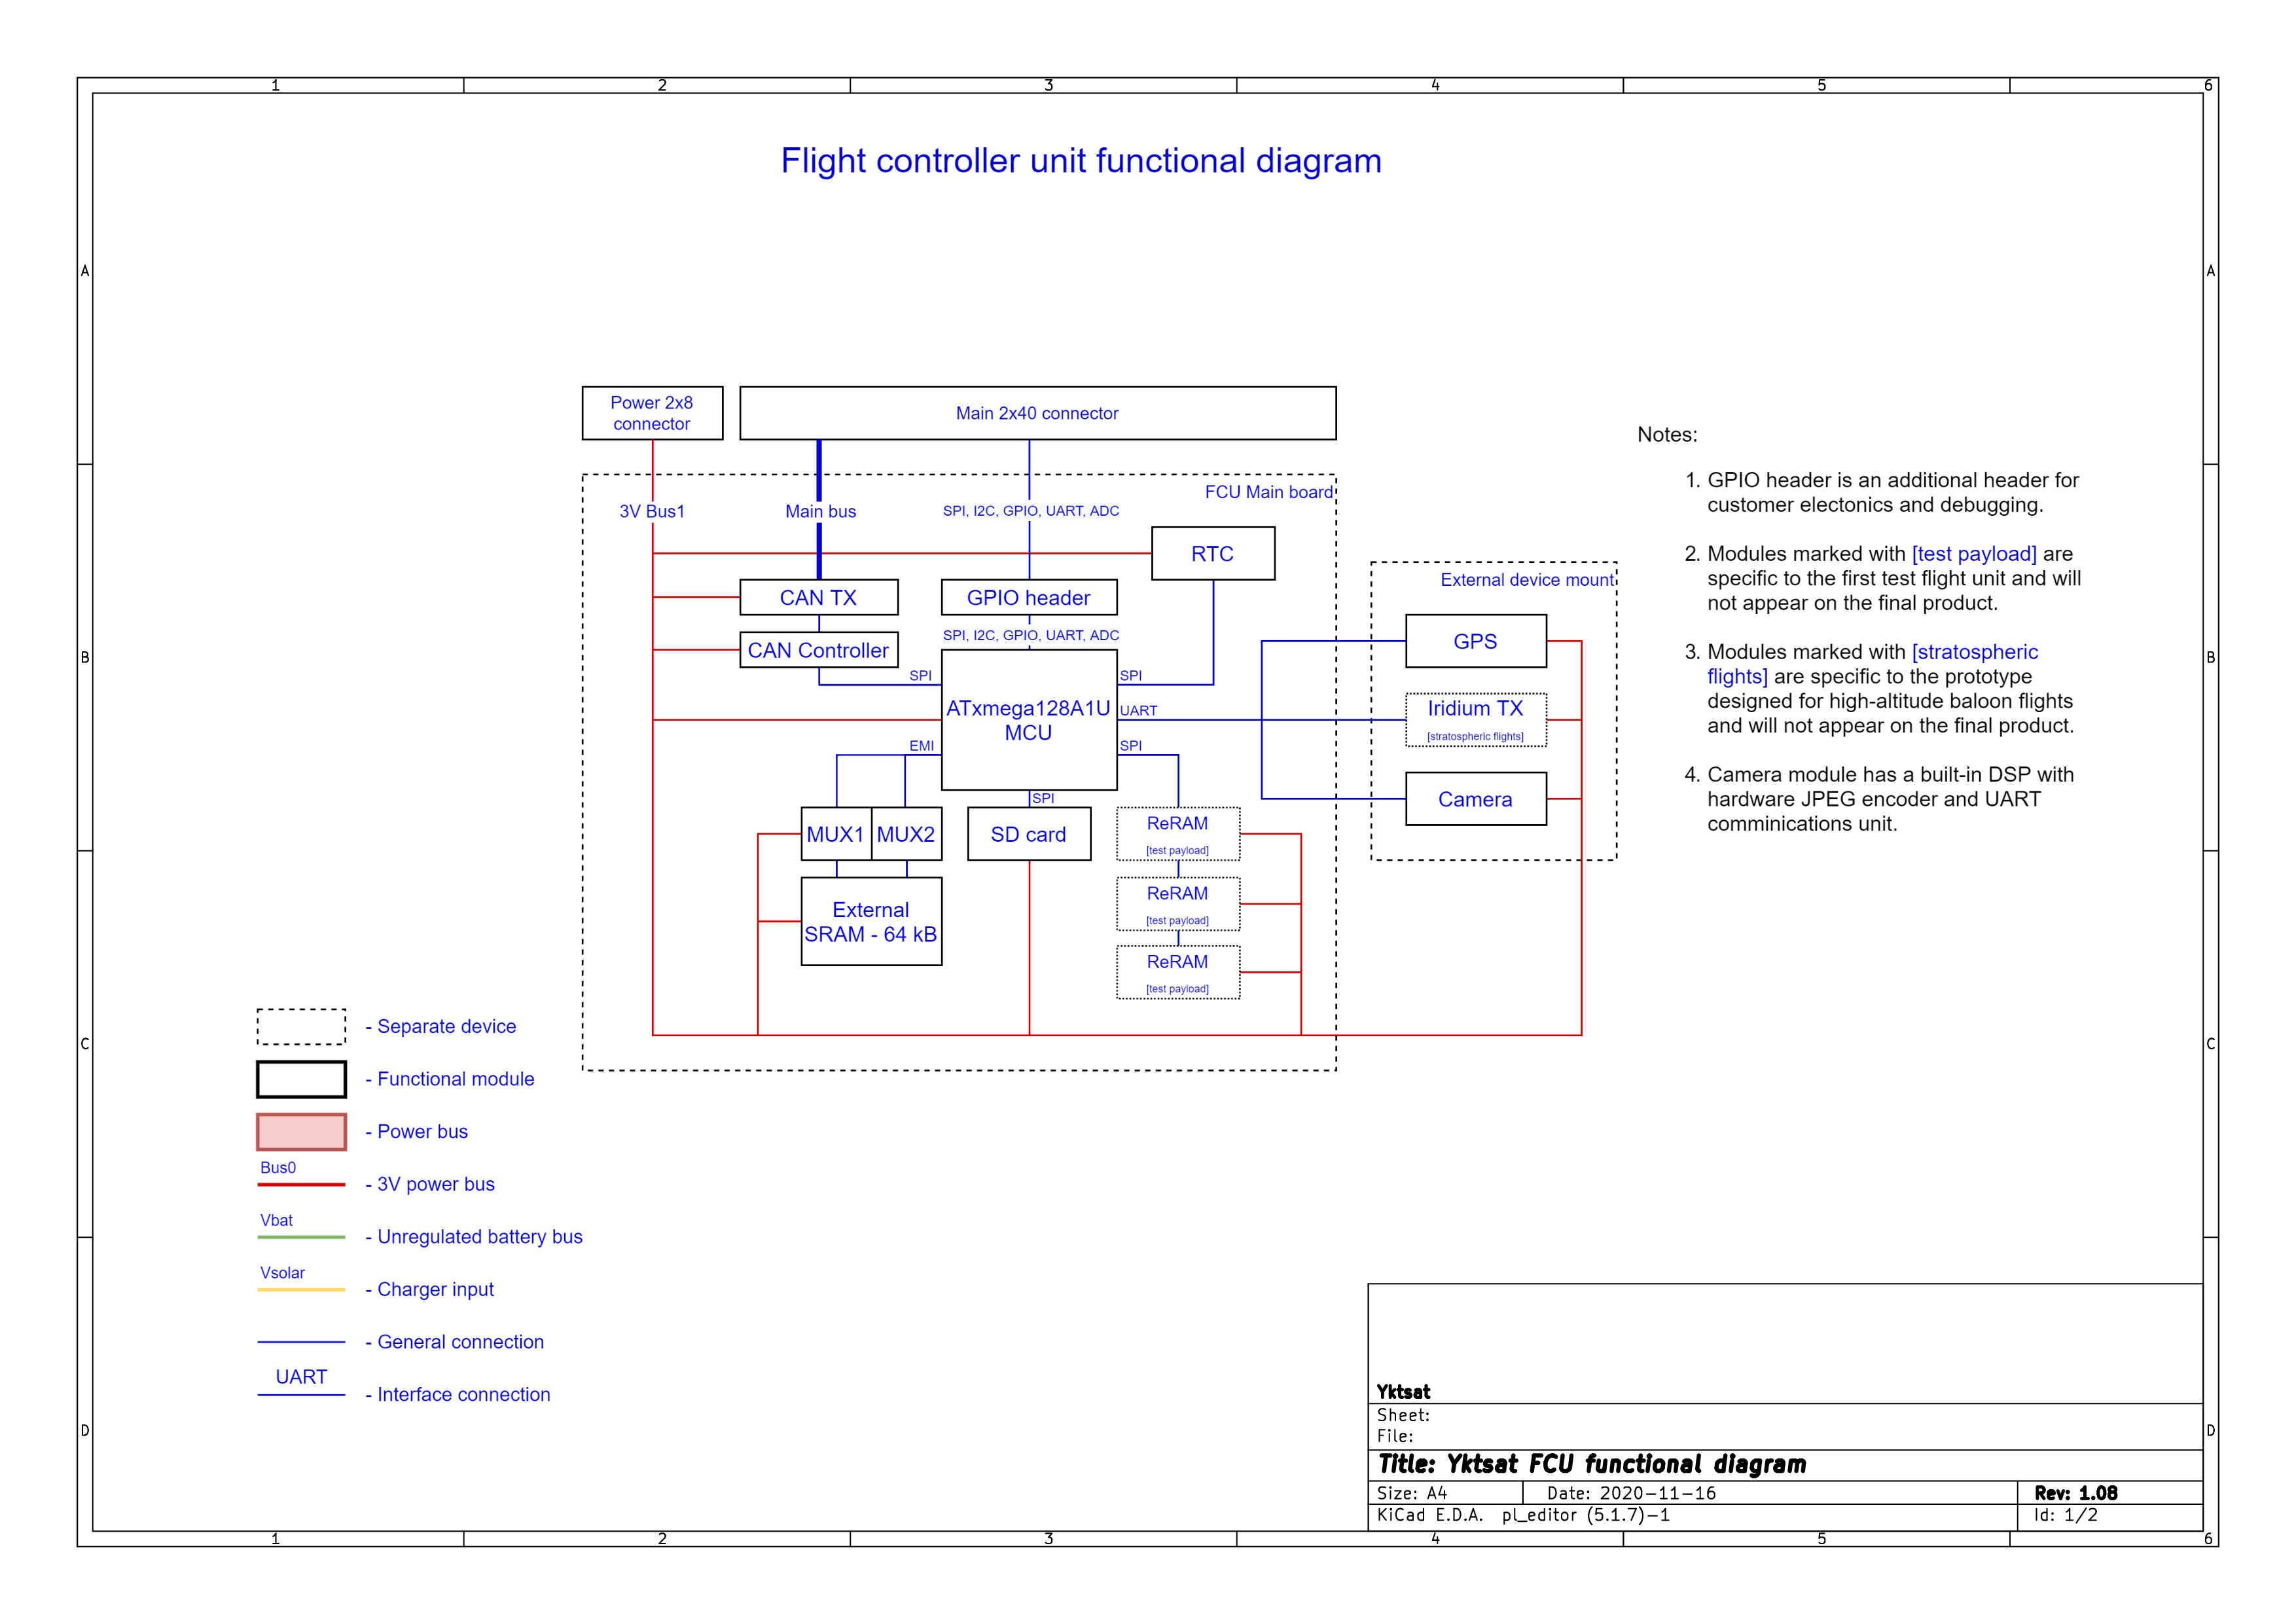 1 2 3 4 5 6
Flight controller unit functional diagram
A A
Power 2x8
connector
Main 2x40 connector
Notes:
1. GPIO header is an additional header for
customer electonics and debugging.
2. Modules marked with [test payload] are
specific to the first test flight unit and will
not appear on the final product.
3. Modules marked with [stratospheric
flights] are specific to the prototype
designed for high-altitude baloon flights
and will not appear on the final product.
4. Camera module has a built-in DSP with
hardware JPEG encoder and UART
comminications unit.
FCU Main board
3V Bus1
Main bus
SPI, I2C, GPIO, UART, ADC
RTC
CAN TX
GPIO header
CAN Controller
SPI, I2C, GPIO, UART, ADC
SPI
SPI
ATxmega128A1U
MCU
UART
EMI
SPI
SPI
External device mount
GPS
Iridium TX
[stratospheric flights]
Camera
B B
MUX1
MUX2
SD card
ReRAM
[test payload]
External
SRAM - 64 kB
ReRAM
[test payload]
ReRAM
[test payload]
C C
- Separate device
- Functional module
- Power bus
Bus0
- 3V power bus
Vbat
- Unregulated battery bus
Vsolar
- Charger input
- General connection
UART
- Interface connection
D D
Yktsat
Sheet:
File:
Title: Yktsat FCU functional diagram
Size: A4 Date: 2020-11-16 Rev: 1.08
KiCad E.D.A. pl_editor (5.1.7)-1 Id: 1/2
1 2 3 4 5 6